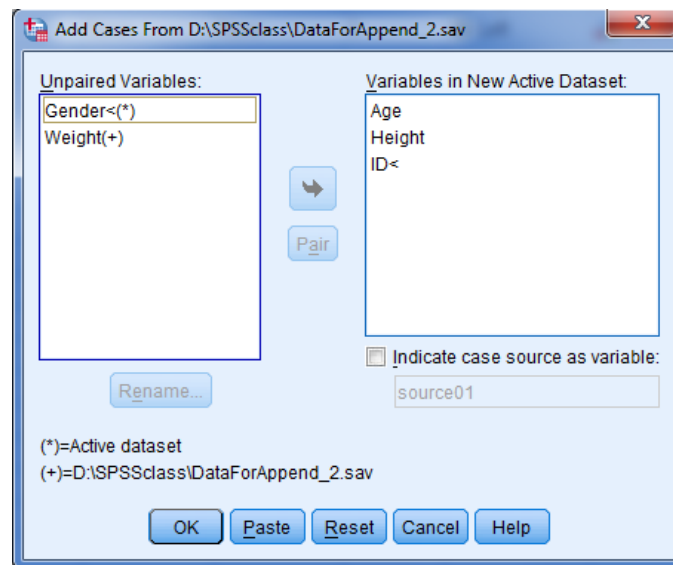 Add Cases From D:\SPSSclass\DataForAppend_2.sav
Unpaired Variables:
Gender<(*)
Weight(+)
Variables in New Active Dataset:
Age
Height
ID<
Pair
Indicate case source as variable:
source01
Rename...
(*)=Active dataset
(+)=D:\SPSSclass\DataForAppend_2.sav
OK Paste Reset Cancel Help